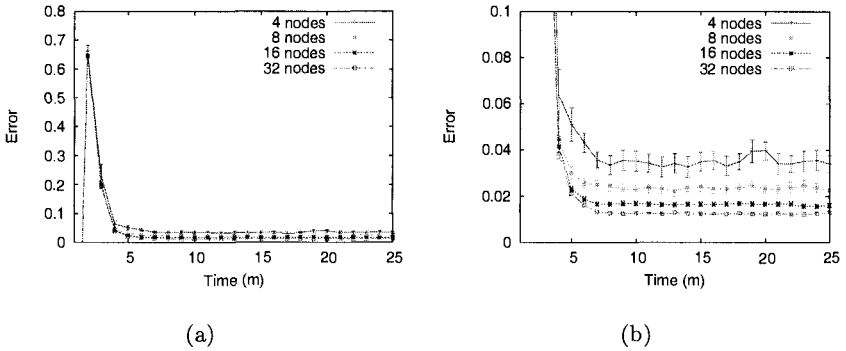 4 nodes
8 nodes
16 nodes
32 nodes
0.8
0.7
0.6
0.5
0.4
0.3
0.2
0.1
0
Error
5 10 15 20 25
Time (m)
(a)
4 nodes
8 nodes
16 nodes
32 nodes
0.1
0.08
0.06
0.04
0.02
0
Error
5 10 15 20 25
Time (m)
(b)